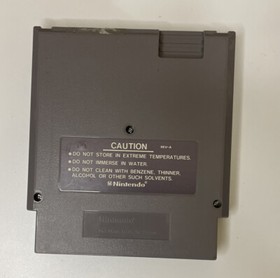 CAUTION REV-A
•DO NOT STORE IN EXTREME TEMPERATURES.
•DO NOT IMMERSE IN WATER.
•DO NOT CLEAN WITH BENZENE, THINNER,
ALCOHOL OR OTHER SUCH SOLVENTS.
Nintendo